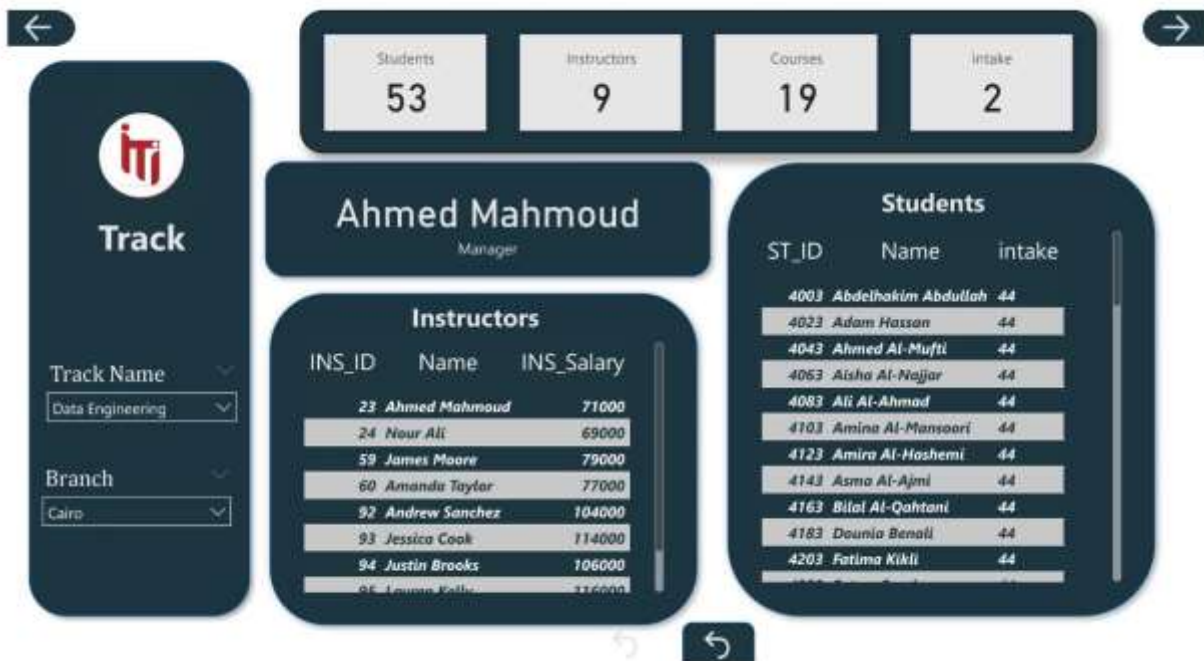 Students Instructors Courses intake
53 9 19 2
iTi
Track
Track Name
Data Engineering
Branch
Cairo
Ahmed Mahmoud
Manager
Instructors
INS_ID Name INS_Salary
23 Ahmed Mahmoud 71000
24 Nour Ali 69000
59 James Moore 79000
60 Amanda Taylor 77000
92 Andrew Sanchez 104000
93 Jessica Cook 114000
94 Justin Brooks 106000
95 Lauren Kelly 116000
Students
ST_ID Name intake
4003 Abdelhakim Abdullah 44
4023 Adam Hassan 44
4043 Ahmed Al-Mufti 44
4063 Aisha Al-Najjar 44
4083 Ali Al-Ahmad 44
4103 Amina Al-Mansoori 44
4123 Amira Al-Hashemi 44
4143 Asma Al-Ajmi 44
4163 Bilal Al-Qahtani 44
4183 Dounia Benali 44
4203 Fatima Kikli 44